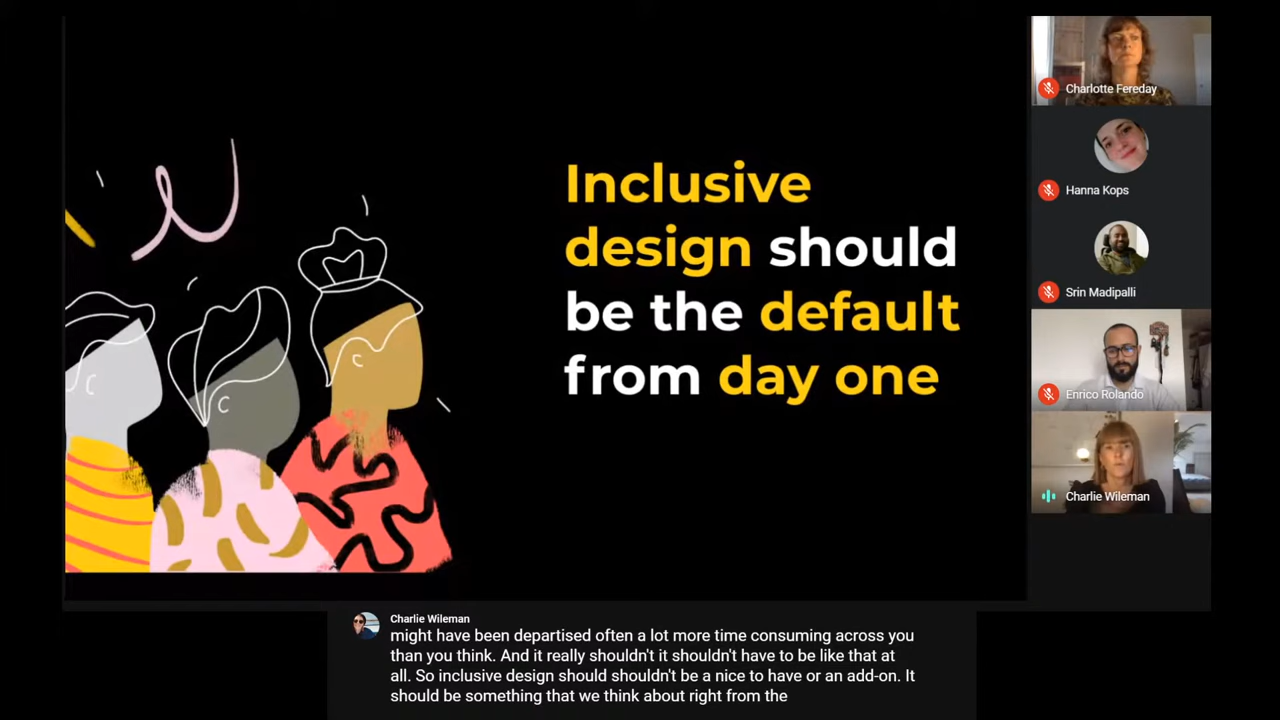 Inclusive
design should
be the default
from day one
Charlotte Fereday
Hanna Kops
Srin Madipalli
Enrico Rolando
Charlie Wileman
Charlie Wileman
might have been departised often a lot more time consuming across you
than you think. And it really shouldn't it shouldn't have to be like that at
all. So inclusive design should shouldn't be a nice to have or an add-on. It
should be something that we think about right from the